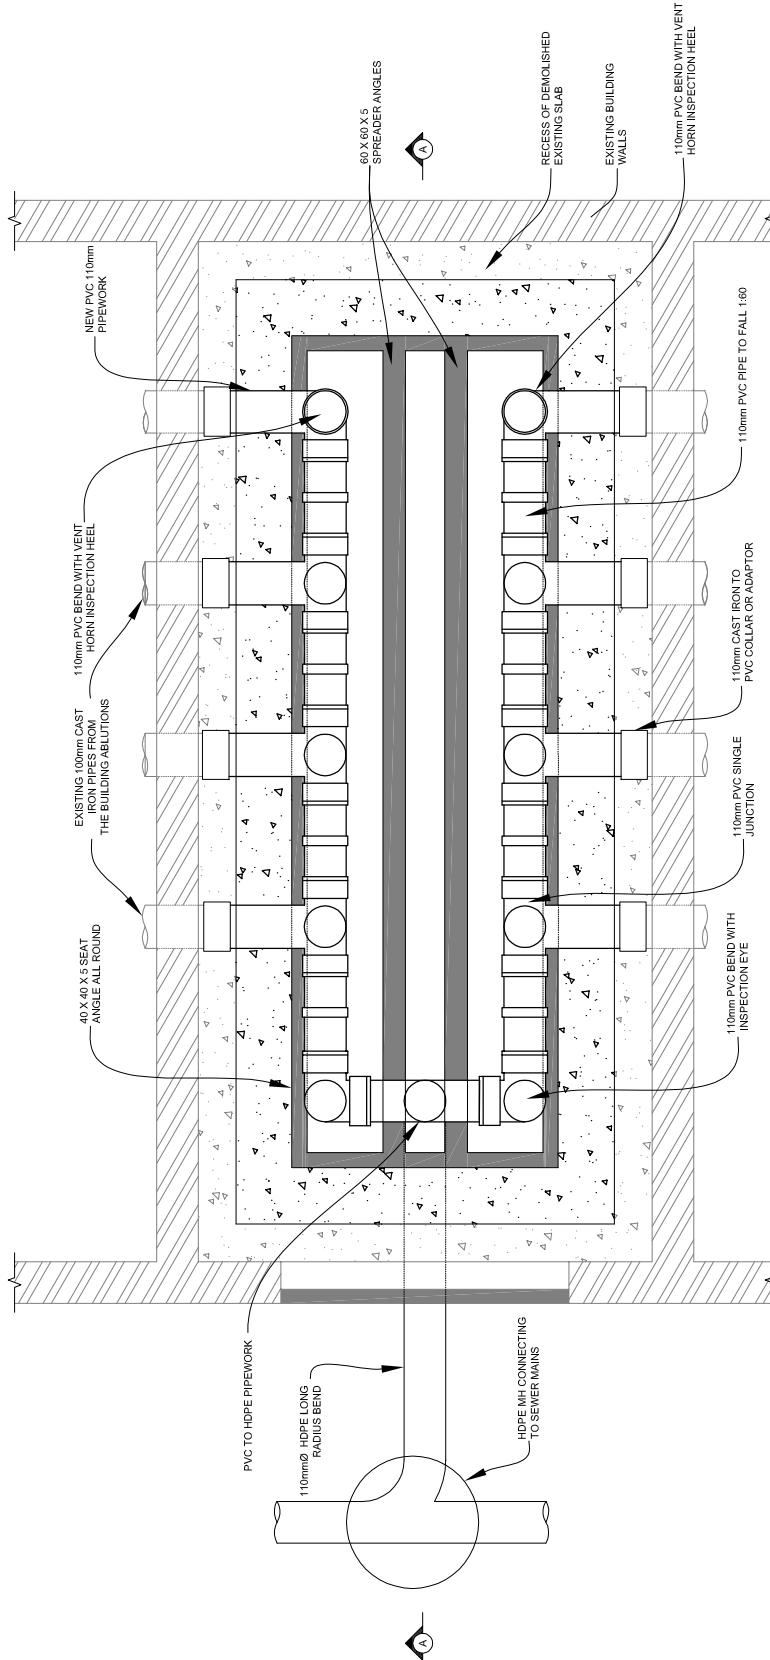 EXISTING 100mm CAST
IRON PIPES FROM
THE BUILDING ABLUTIONS
110mm PVC BEND WITH VENT
HORN INSPECTION HEEL
NEW PVC 110mm
PIPEWORK
40 X 40 X 5 SEAT
ANGLE ALL ROUND
PVC TO HDPE PIPEWORK
110mmØ HDPE LONG
RADIUS BEND
60 X 60 X 5
SPREADER ANGLES
A
A
HDPE MH CONNECTING
TO SEWER MAINS
RECESS OF DEMOLISHED
EXISTING SLAB
EXISTING BUILDING
WALLS
110mm PVC BEND WITH VENT
HORN INSPECTION HEEL
110mm PVC PIPE TO FALL 1:60
110mm CAST IRON TO
PVC COLLAR OR ADAPTOR
110mm PVC SINGLE
JUNCTION
110mm PVC BEND WITH
INSPECTION EYE